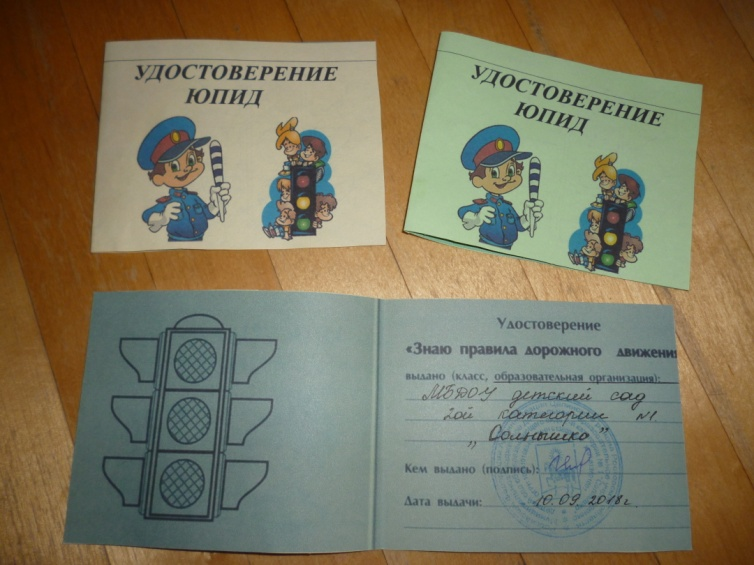 УДОСТОВЕРЕНИЕ
ЮПИД
УДОСТОВЕРЕНИЕ
ЮПИД
Удостоверение
«Знаю правила дорожного движени
выдано (класс, образовательная организация):
МБДОУ детский сад
2ой категории №1
„Солнышко"
Кем выдано (подпись):
Дата выдачи: 10.09.2018г.